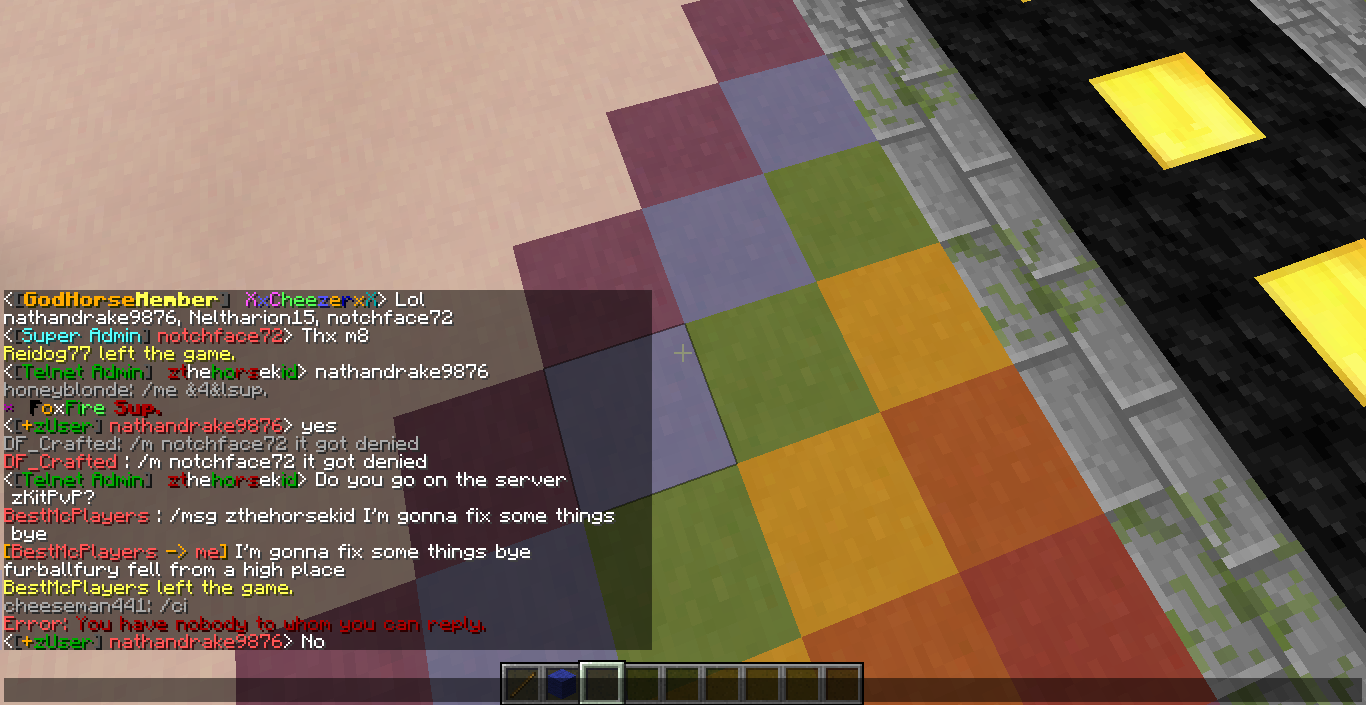 <[GodHorseMember] XxCheezerxX> Lol
nathandrake9876, Neltharion15, notchface72
<[Super Admin] notchface72> Thx m8
Reidog77 left the game.
<[Telnet Admin] zthehorsekid> nathandrake9876
honeyblonde: /me &4&lsup.
* FoxFire Sup.
<[+zUser] nathandrake9876> yes
DF_Crafted: /m notchface72 it got denied
DF_Crafted : /m notchface72 it got denied
<[Telnet Admin] zthehorsekid> Do you go on the server
zKitPvP?
BestMcPlayers : /msg zthehorsekid I'm gonna fix some things
bye
[BestMcPlayers -> me] I'm gonna fix some things bye
furballfury fell from a high place
BestMcPlayers left the game.
cheeseman441: /ci
Error: You have nobody to whom you can reply.
<[+zUser] nathandrake9876> No